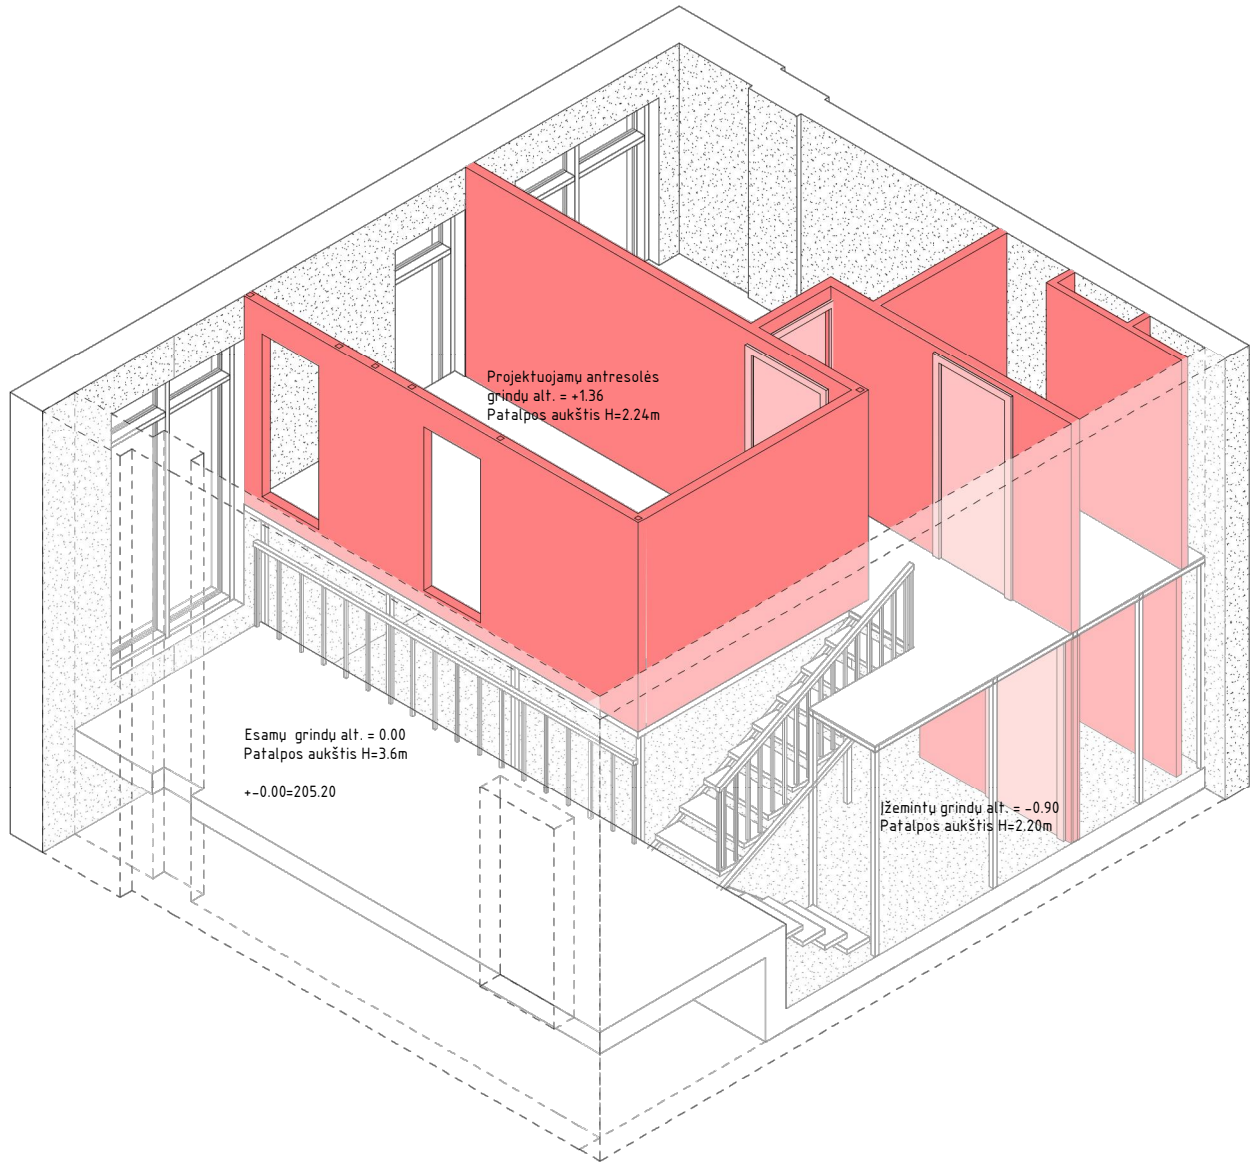 Projektuojamų antresolės
grindų alt. = +1.36
Patalpos aukštis H=2.24m
Esamų grindų alt. = 0.00
Patalpos aukštis H=3.6m
+-0.00=205.20
Įžemintų grindų alt. = -0.90
Patalpos aukštis H=2.20m